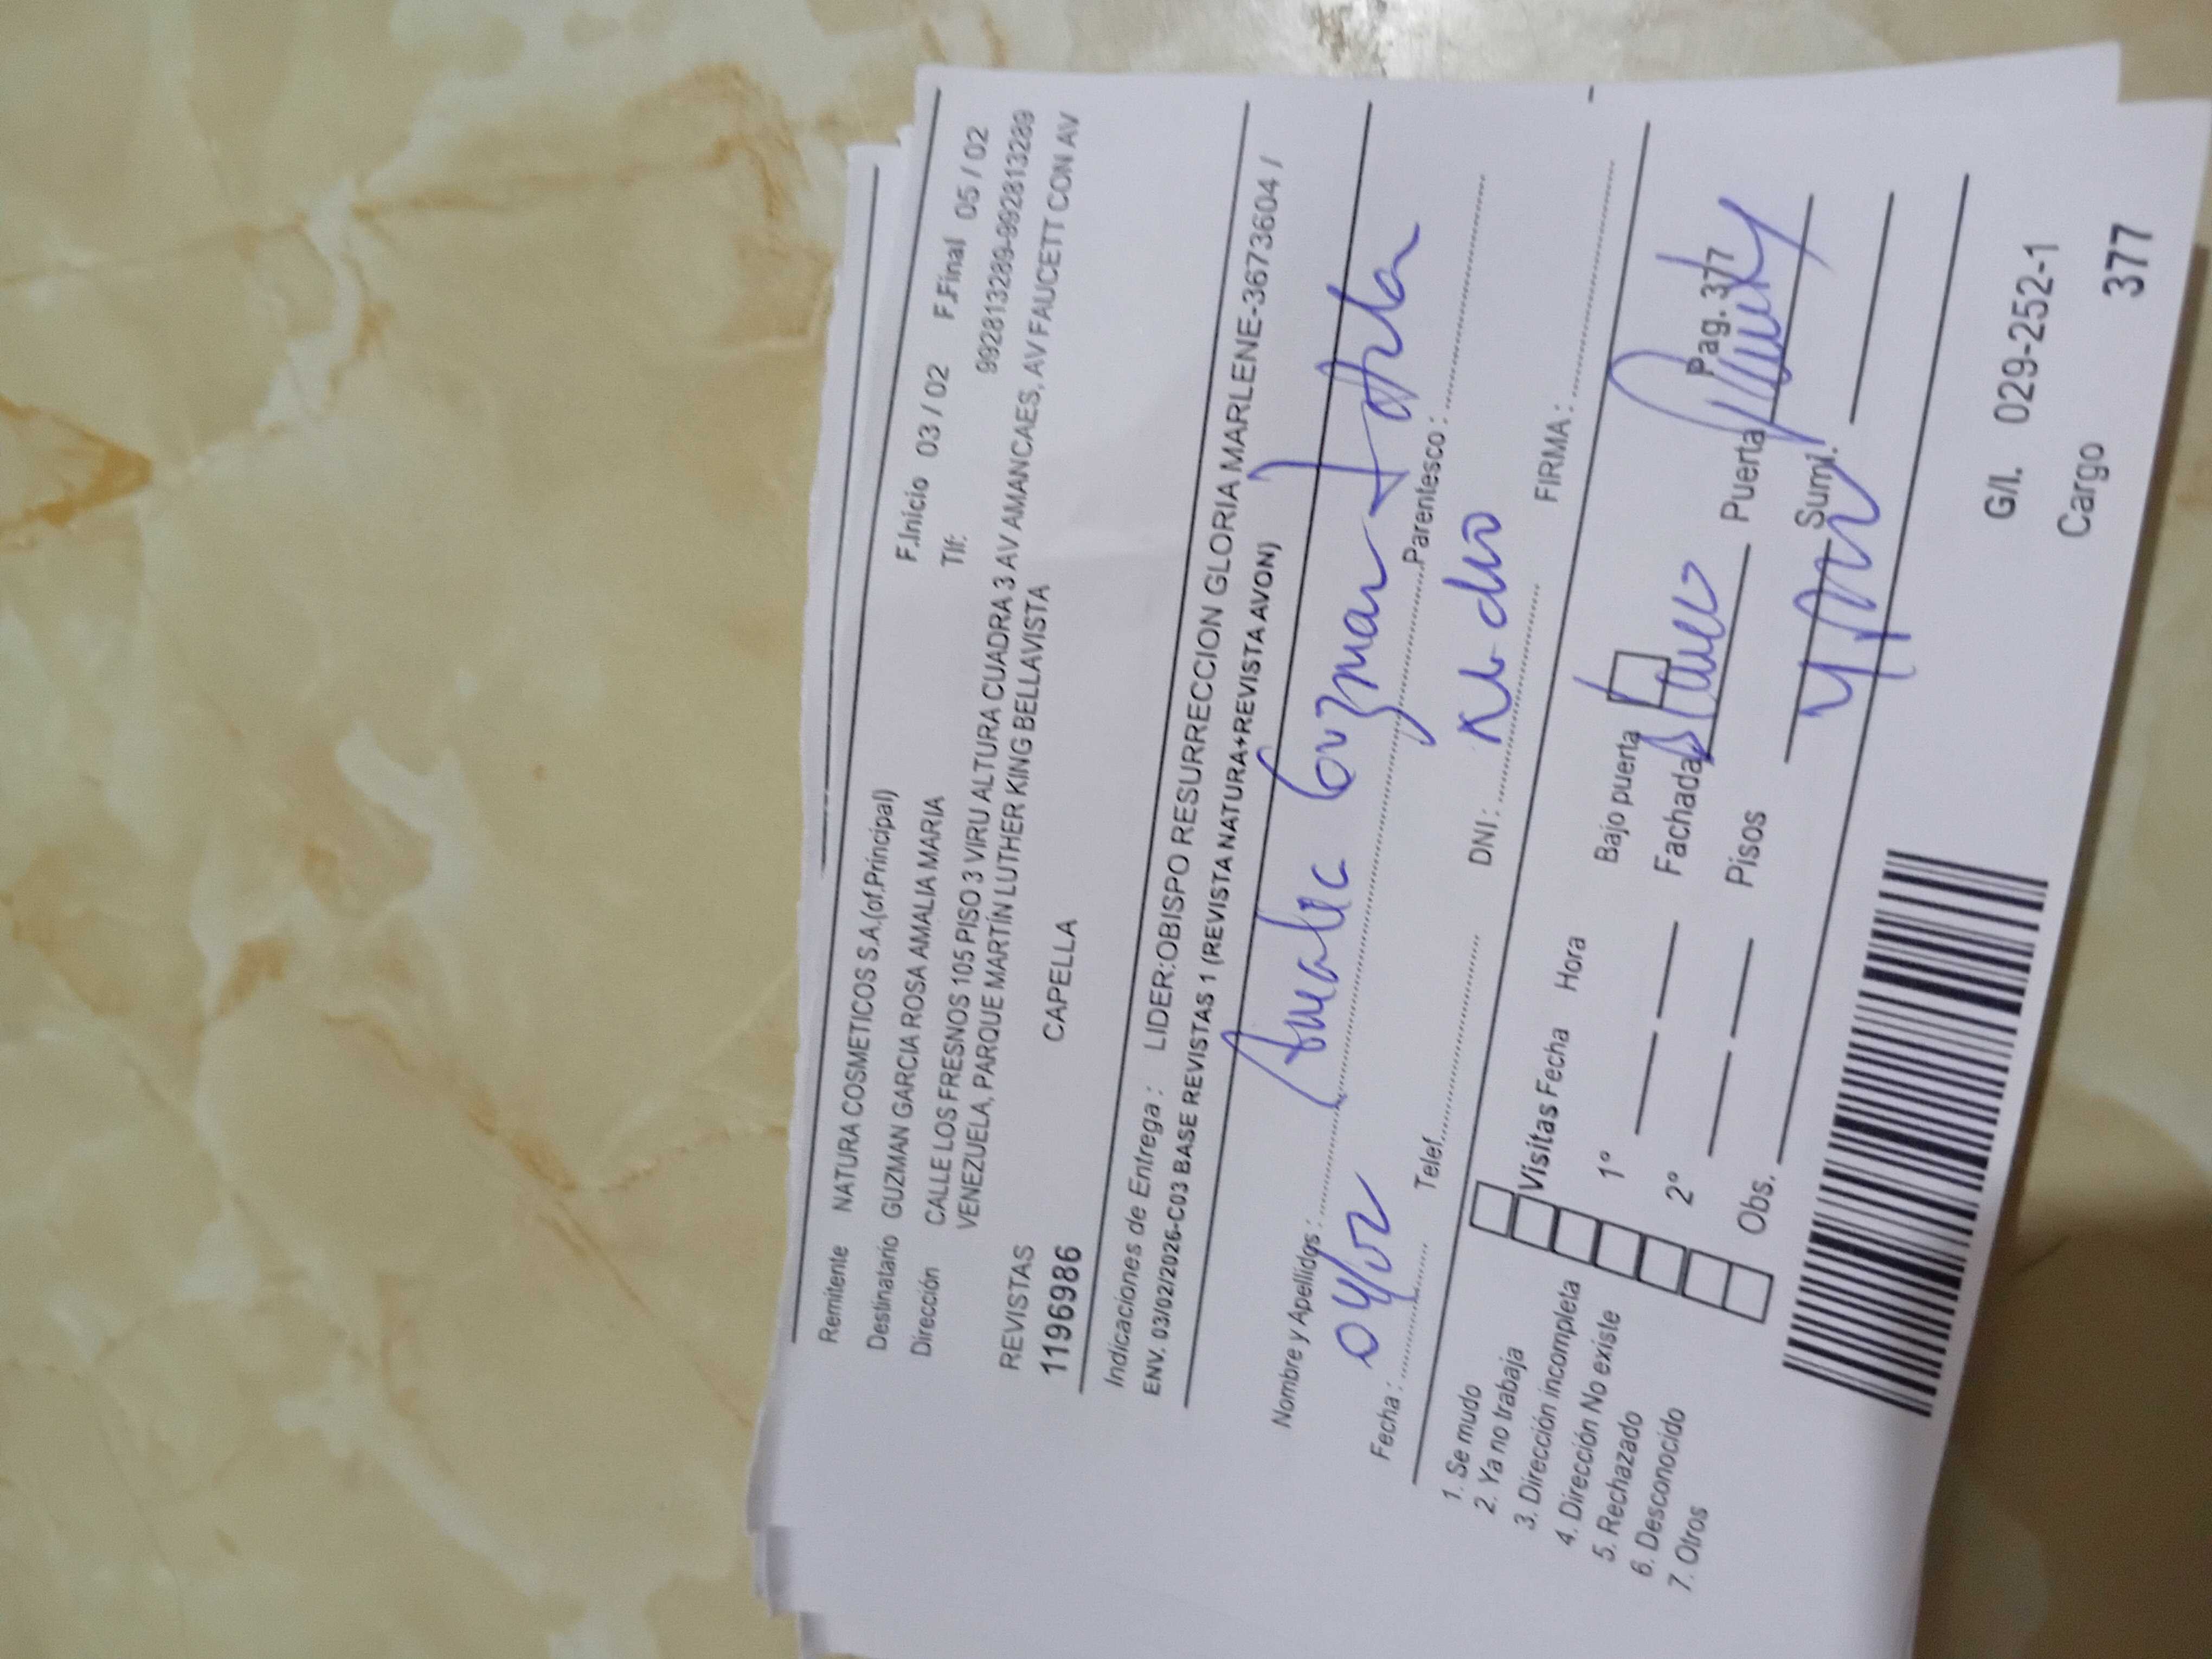 Remitente NATURA COSMETICOS S.A.(of.Principal)
Destinatario GUZMAN GARCIA ROSA AMALIA MARIA F.Inicio 03 / 02 F.Final 05 / 02
Dirección CALLE LOS FRESNOS 105 PISO 3 VIRU ALTURA CUADRA 3 AV AMANCAES, AV FAUCETT CON AV Tlf: 992813289-992813289
VENEZUELA, PARQUE MARTÍN LUTHER KING BELLAVISTA
REVISTAS CAPELLA
1196986
Indicaciones de Entrega : LIDER:OBISPO RESURRECCION GLORIA MARLENE-3673604 /
ENV. 03/02/2026-C03 BASE REVISTAS 1 (REVISTA NATURA+REVISTA AVON)
Nombre y Apellidos : Amalia Guzman Parentesco :
Fecha : 04/02 Telef. DNI : FIRMA :
1. Se mudo
2. Ya no trabaja
3. Dirección incompleta
4. Dirección No existe
5. Rechazado
6. Desconocido
7. Otros
Visitas Fecha Hora Bajo puerta
1º Fachada Pag. 377
2º Pisos Puerta
Obs. Sumi.
G/I. 029-252-1
Cargo 377